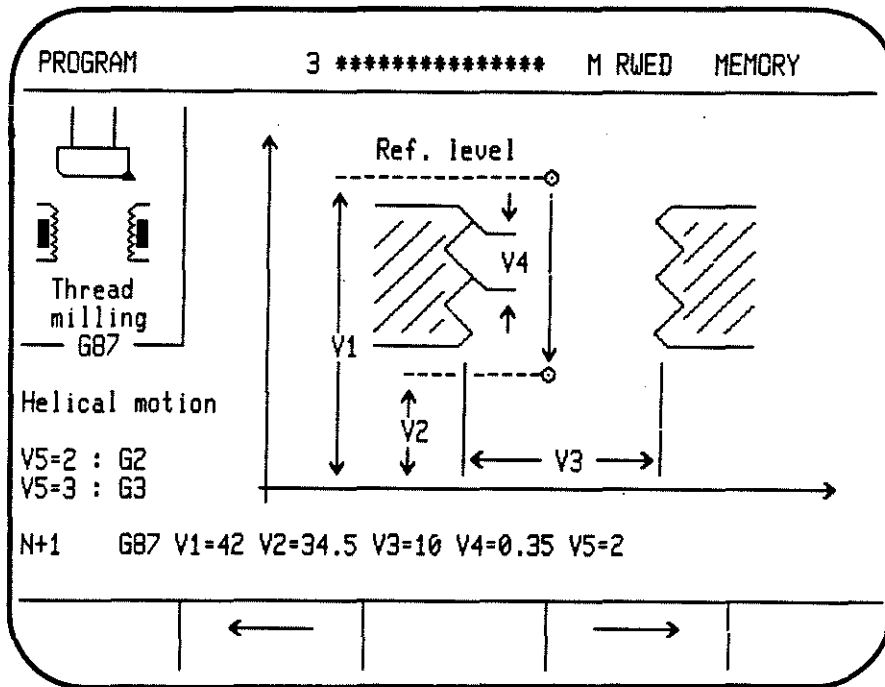 PROGRAM 3 *************** M RWED MEMORY
Ref. level
V4
Thread
milling
G87
V1
Helical motion
V2
V5=2 : G2
V5=3 : G3
V3
N+1 G87 V1=42 V2=34.5 V3=10 V4=0.35 V5=2